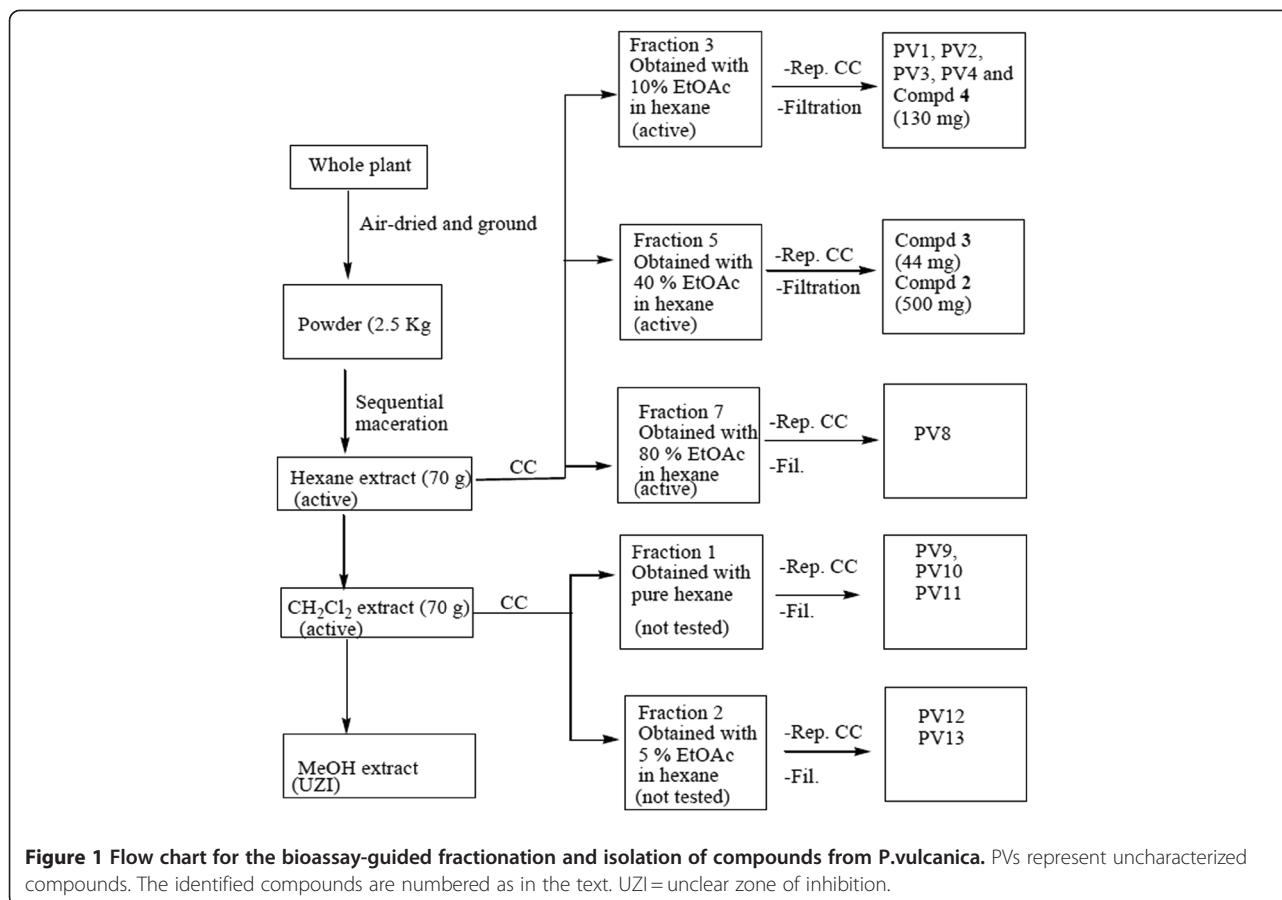 Whole plant
Air-dried and ground
Powder (2.5 Kg
Sequential
maceration
Hexane extract (70 g)
(active)
CC
CH₂Cl₂ extract (70 g)
(active)
CC
MeOH extract
(UZI)
Fraction 3
Obtained with
10% EtOAc
in hexane
(active)
-Rep. CC
-Filtration
PV1, PV2,
PV3, PV4 and
Compd 4
(130 mg)
Fraction 5
Obtained with
40 % EtOAc
in hexane
(active)
-Rep. CC
-Filtration
Compd 3
(44 mg)
Compd 2
(500 mg)
Fraction 7
Obtained with
80 % EtOAc
in hexane
(active)
-Rep. CC
-Fil.
PV8
Fraction 1
Obtained with
pure hexane
(not tested)
-Rep. CC
-Fil.
PV9,
PV10
PV11
Fraction 2
Obtained with
5 % EtOAc
in hexane
(not tested)
-Rep. CC
-Fil.
PV12
PV13
Figure 1 Flow chart for the bioassay-guided fractionation and isolation of compounds from P.vulcanica. PVs represent uncharacterized
compounds. The identified compounds are numbered as in the text. UZI = unclear zone of inhibition.